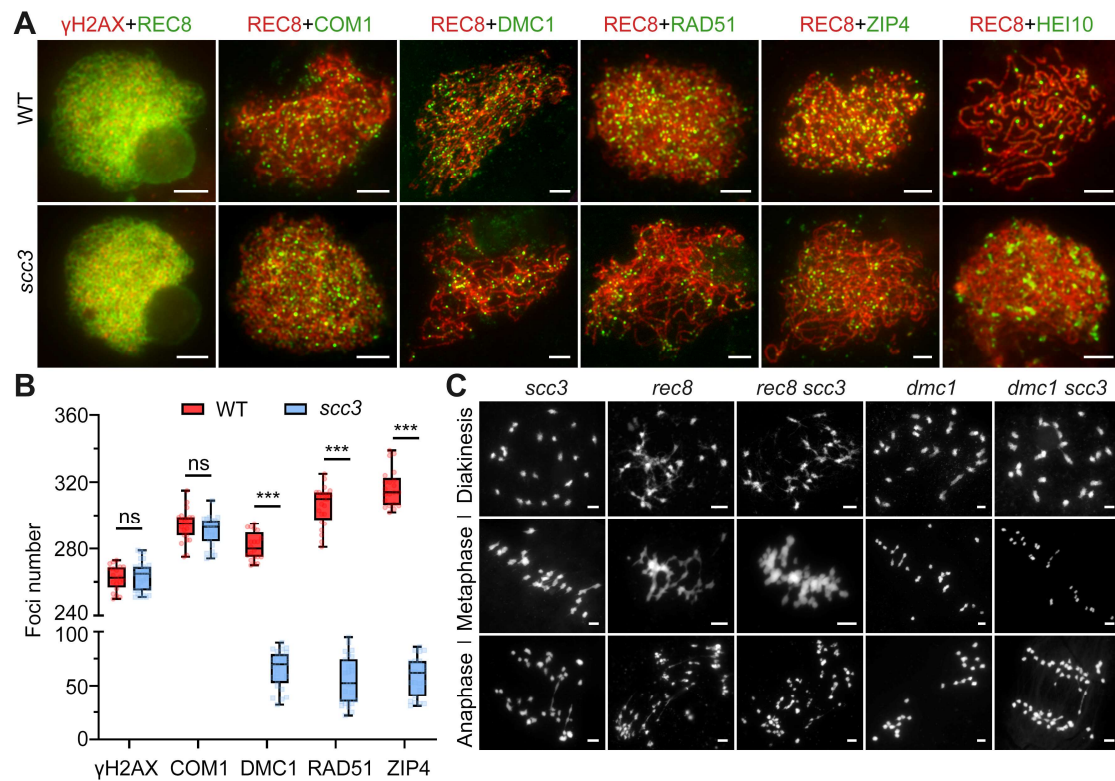 A
γH2AX+REC8 REC8+COM1 REC8+DMC1 REC8+RAD51 REC8+ZIP4 REC8+HEI10
WT
scc3
B
WT scc3
Foci number
360
320
280
240
100
50
0
ns
ns
***
***
***
γH2AX COM1 DMC1 RAD51 ZIP4
C
scc3 rec8 rec8 scc3 dmc1 dmc1 scc3
Diakinesis
Metaphase I
Anaphase I